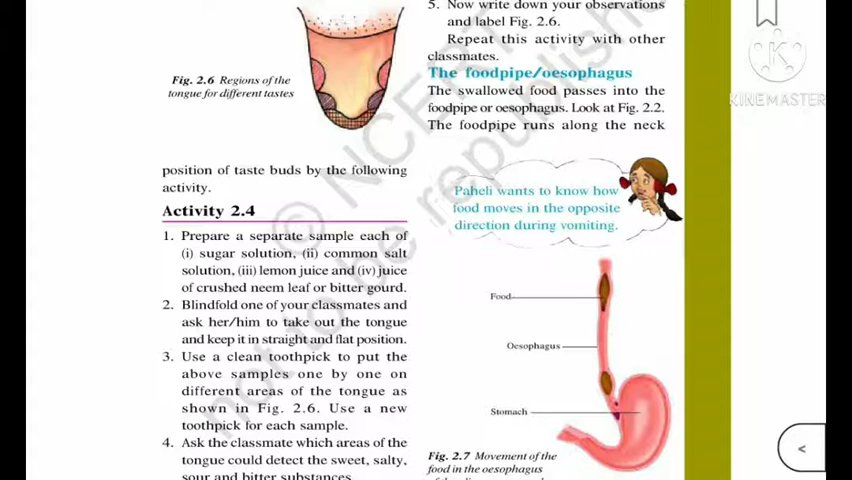 Fig. 2.6 Regions of the
tongue for different tastes
position of taste buds by the following
activity.
Activity 2.4
1. Prepare a separate sample each of
(i) sugar solution, (ii) common salt
solution, (iii) lemon juice and (iv) juice
of crushed neem leaf or bitter gourd.
2. Blindfold one of your classmates and
ask her/him to take out the tongue
and keep it in straight and flat position.
3. Use a clean toothpick to put the
above samples one by one on
different areas of the tongue as
shown in Fig. 2.6. Use a new
toothpick for each sample.
4. Ask the classmate which areas of the
tongue could detect the sweet, salty,
sour and bitter substances.
5. Now write down your observations
and label Fig. 2.6.
Repeat this activity with other
classmates.
The foodpipe/oesophagus
The swallowed food passes into the
foodpipe or oesophagus. Look at Fig. 2.2.
The foodpipe runs along the neck
Paheli wants to know how
food moves in the opposite
direction during vomiting.
Food
Oesophagus
Stomach
Fig. 2.7 Movement of the
food in the oesophagus
© NCERT
not to be republished
K
KINEMASTER
<